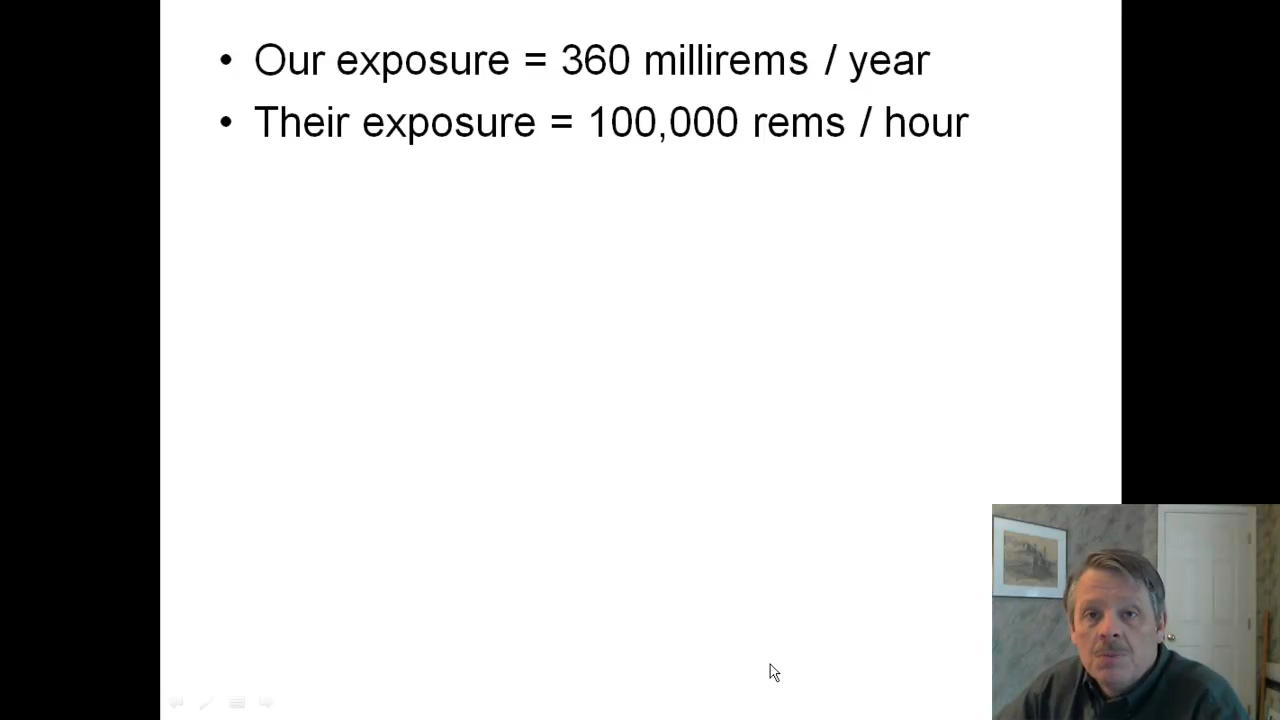 • Our exposure = 360 millirems / year
• Their exposure = 100,000 rems / hour